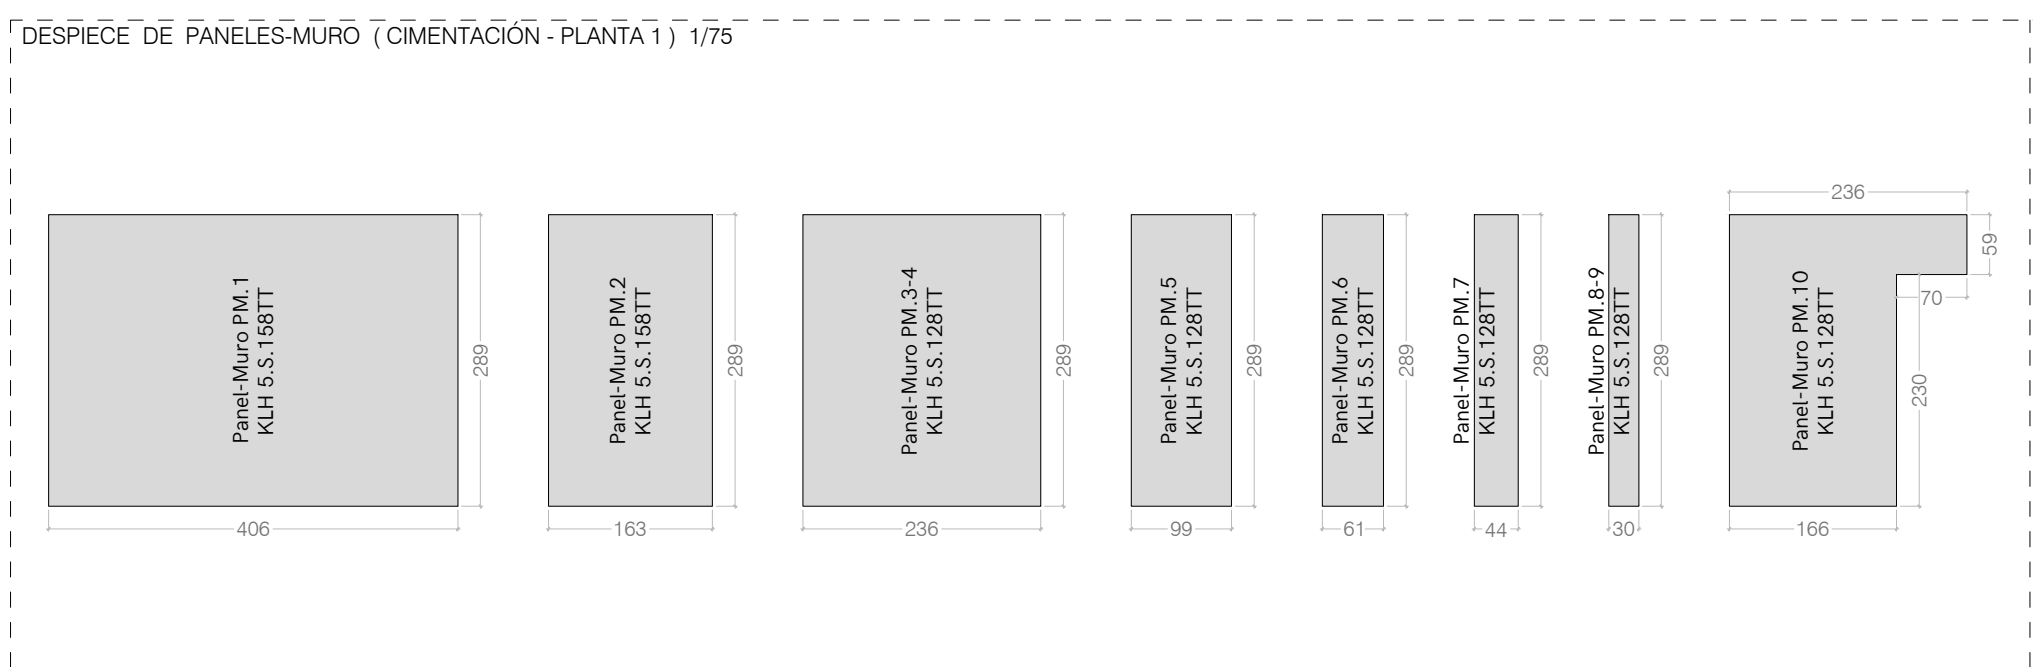 DESPIECE DE PANELES-MURO ( CIMENTACIÓN - PLANTA 1 ) 1/75
Panel-Muro PM.1
KLH 5.S.158TT
289
406
Panel-Muro PM.2
KLH 5.S.158TT
289
163
Panel-Muro PM.3-4
KLH 5.S.128TT
289
236
Panel-Muro PM.5
KLH 5.S.128TT
289
99
Panel-Muro PM.6
KLH 5.S.128TT
289
61
Panel-Muro PM.7
KLH 5.S.128TT
289
44
Panel-Muro PM.8-9
KLH 5.S.128TT
289
30
236
Panel-Muro PM.10
KLH 5.S.128TT
59
70
230
166